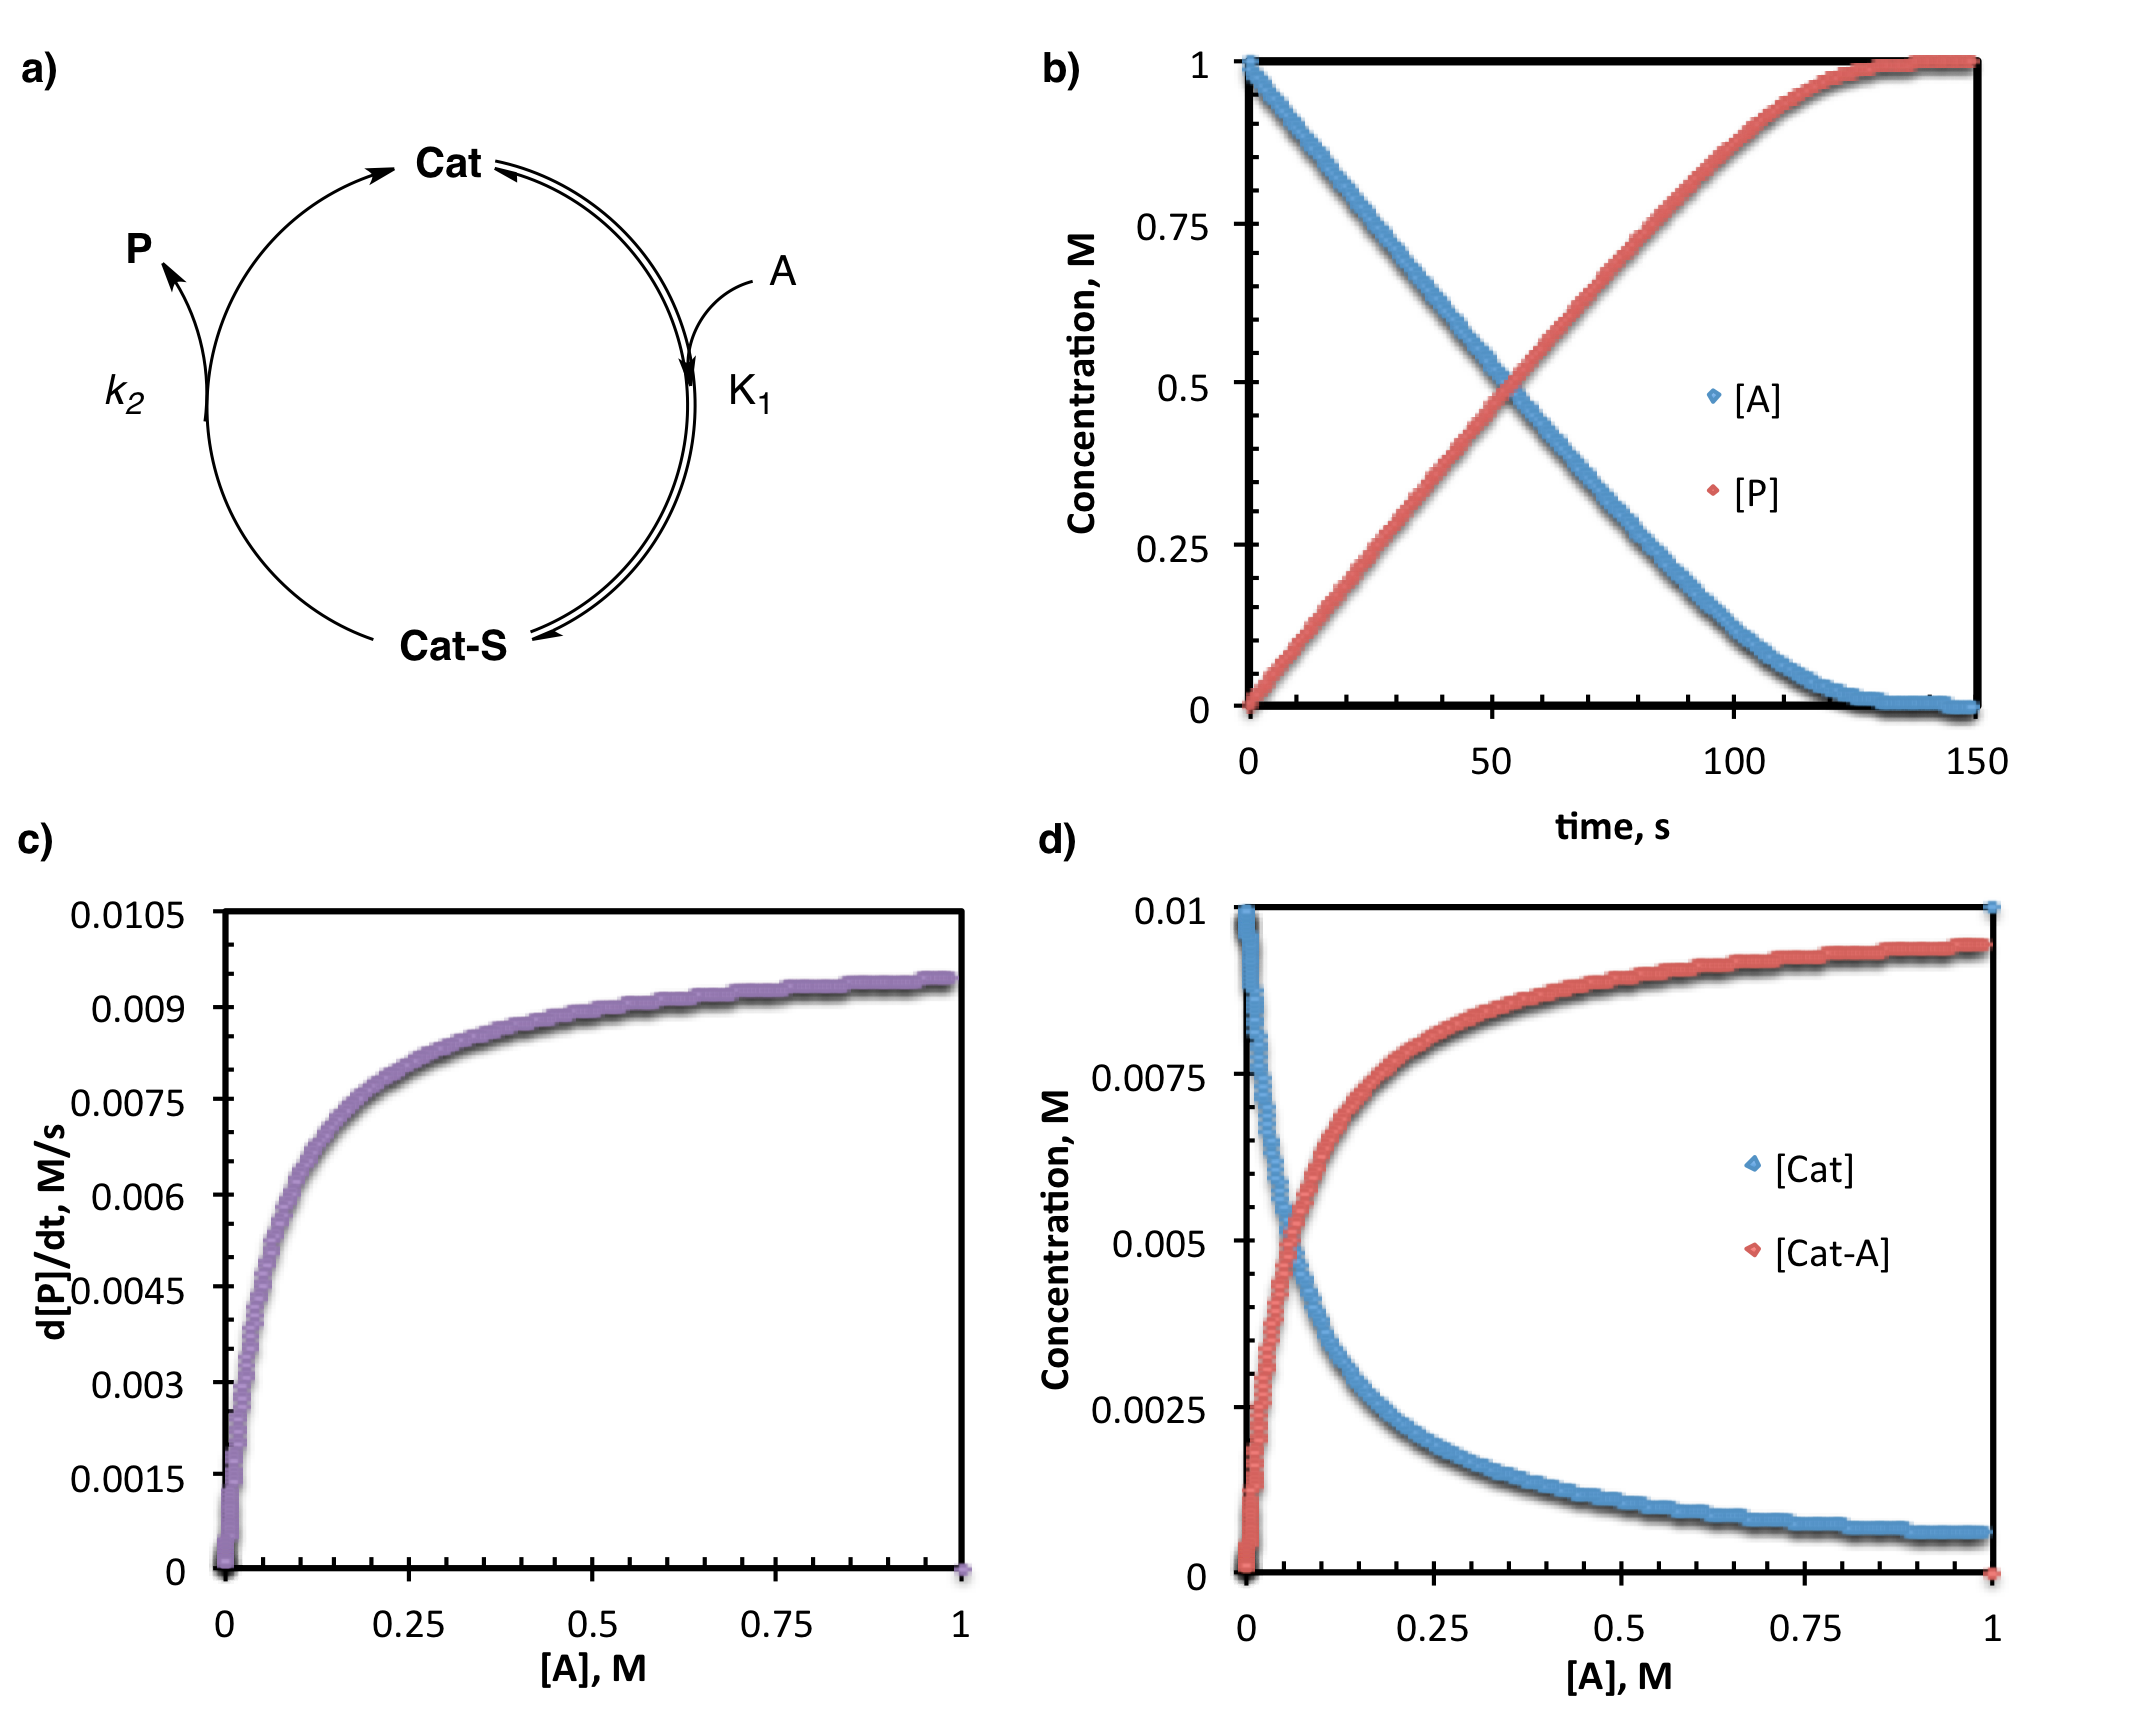 a)
Cat
P
A
k2
K1
Cat-S
b)
1
0.75
0.5
0.25
0
Concentration, M
[A]
[P]
0 50 100 150
time, s
c)
0.0105
0.009
0.0075
0.006
0.0045
0.003
0.0015
0
d[P]/dt, M/s
0 0.25 0.5 0.75 1
[A], M
d)
0.01
0.0075
0.005
0.0025
0
Concentration, M
[Cat]
[Cat-A]
0 0.25 0.5 0.75 1
[A], M